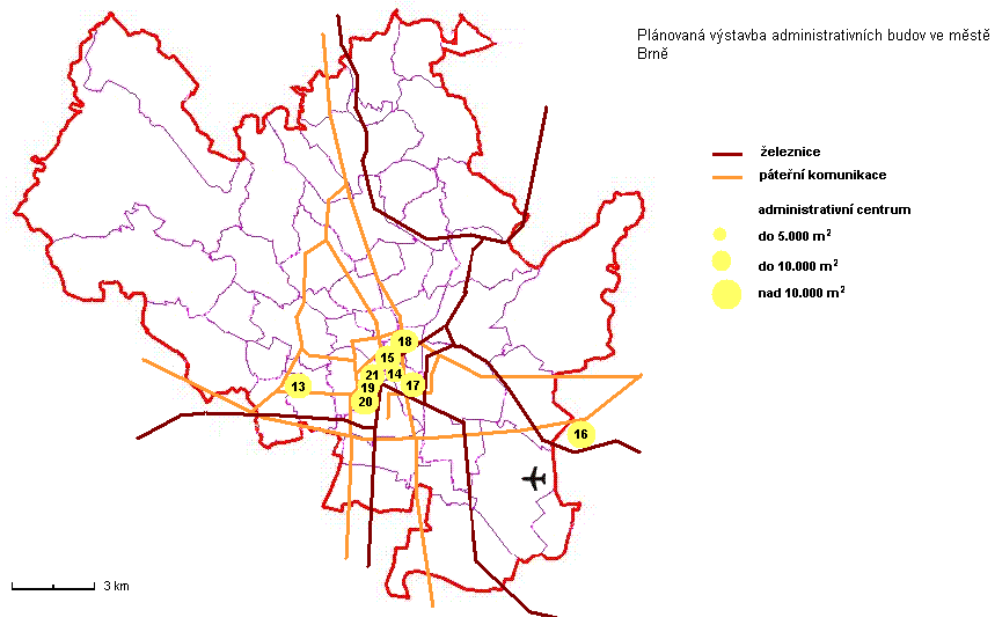 Plánovaná výstavba administrativních budov ve městě
Brně
železnice
páteřní komunikace
administrativní centrum
do 5.000 m²
do 10.000 m²
nad 10.000 m²
18
15
21 14
13
19 17
20
16
3 km